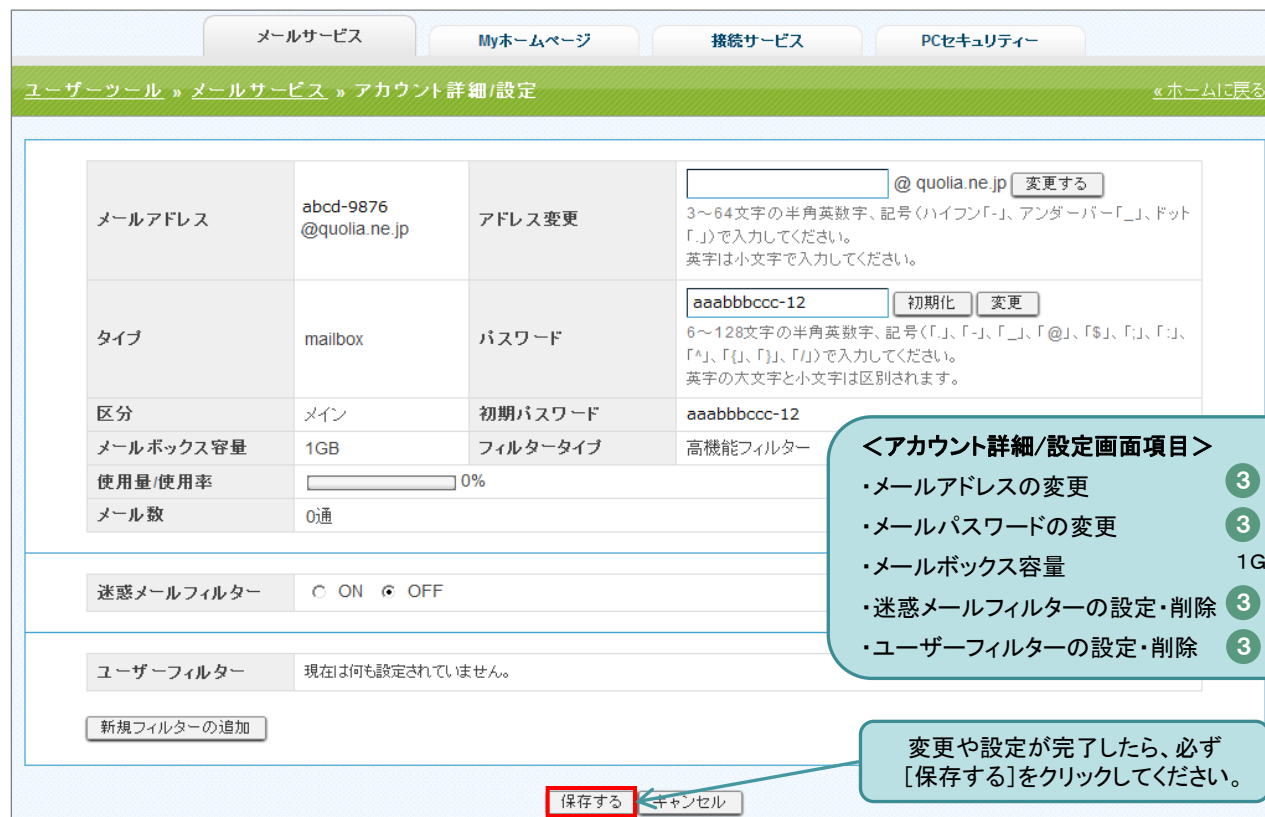 メールサービス
Myホームページ
接続サービス
PCセキュリティー
ユーザーツール » メールサービス » アカウント詳細/設定
«ホームに戻る
メールアドレス
abcd-9876
@quolia.ne.jp
アドレス変更
@ quolia.ne.jp 変更する
3～64文字の半角英数字、記号(ハイフン「-」、アンダーバー「_」、ドット
「.」)で入力してください。
英字は小文字で入力してください。
タイプ
mailbox
パスワード
aaabbbccc-12 初期化 変更
6～128文字の半角英数字、記号(「.」、「-」、「_」、「@」、「$」、「;」、「:」、
「^」、「{」、「}」、「/」)で入力してください。
英字の大文字と小文字は区別されます。
区分
メイン
初期パスワード
aaabbbccc-12
メールボックス容量
1GB
フィルタータイプ
高機能フィルター
使用量/使用率
0%
メール数
0通
迷惑メールフィルター
ON OFF
ユーザーフィルター
現在は何も設定されていません。
新規フィルターの追加
＜アカウント詳細/設定画面項目＞
・メールアドレスの変更 3
・メールパスワードの変更 3
・メールボックス容量 1G
・迷惑メールフィルターの設定・削除 3
・ユーザーフィルターの設定・削除 3
変更や設定が完了したら、必ず
［保存する］をクリックしてください。
保存する キャンセル